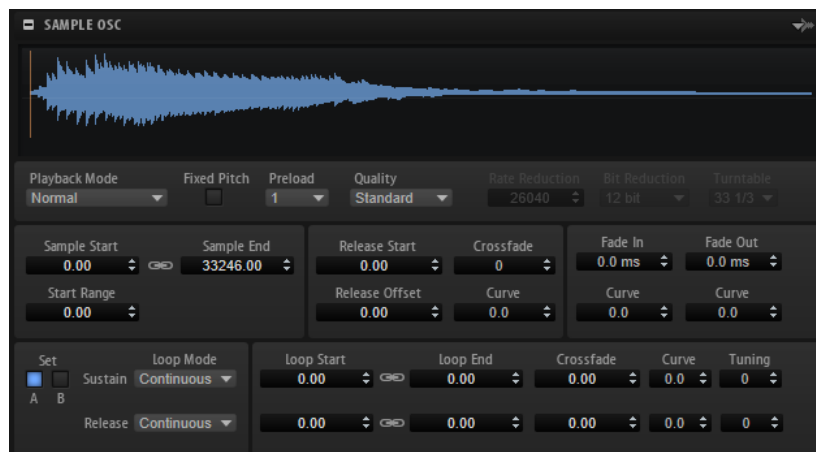 SAMPLE OSC
Playback Mode Fixed Pitch Preload Quality Rate Reduction Bit Reduction Turntable
Normal 1 Standard 26040 12 bit 33 1/3
Sample Start Sample End Release Start Crossfade Fade In Fade Out
0.00 33246.00 0.00 0 0.0 ms 0.0 ms
Start Range Release Offset Curve Curve Curve
0.00 0.00 0.0 0.0 0.0
Set Loop Mode Loop Start Loop End Crossfade Curve Tuning
Sustain Continuous 0.00 0.00 0.00 0.0 0
A B
Release Continuous 0.00 0.00 0.00 0.0 0